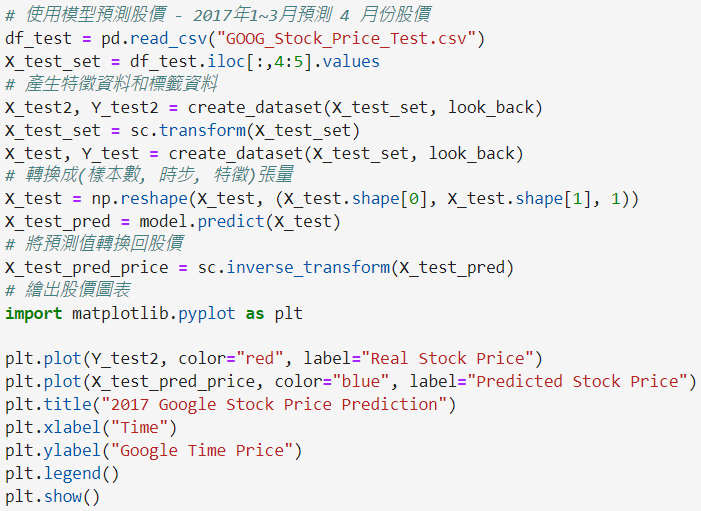 # 使用模型預測股價 - 2017年1~3月預測 4 月份股價
df_test = pd.read_csv("GOOG_Stock_Price_Test.csv")
X_test_set = df_test.iloc[:,4:5].values
# 產生特徵資料和標籤資料
X_test2, Y_test2 = create_dataset(X_test_set, look_back)
X_test_set = sc.transform(X_test_set)
X_test, Y_test = create_dataset(X_test_set, look_back)
# 轉換成(樣本數, 時步, 特徵)張量
X_test = np.reshape(X_test, (X_test.shape[0], X_test.shape[1], 1))
X_test_pred = model.predict(X_test)
# 將預測值轉換回股價
X_test_pred_price = sc.inverse_transform(X_test_pred)
# 繪出股價圖表
import matplotlib.pyplot as plt

plt.plot(Y_test2, color="red", label="Real Stock Price")
plt.plot(X_test_pred_price, color="blue", label="Predicted Stock Price")
plt.title("2017 Google Stock Price Prediction")
plt.xlabel("Time")
plt.ylabel("Google Time Price")
plt.legend()
plt.show()